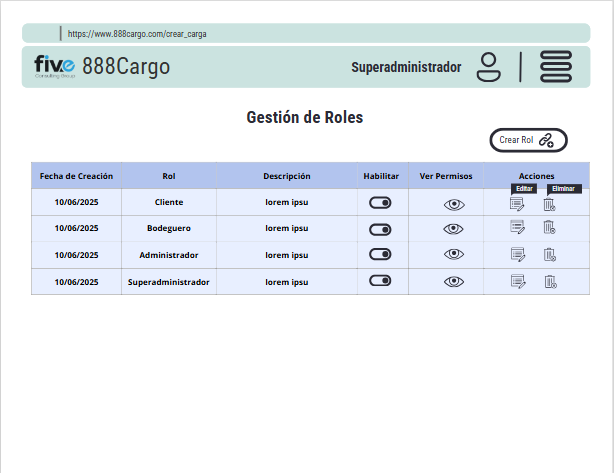 https://www.888cargo.com/crear_carga
five
Consulting Group
888Cargo
Superadministrador
Gestión de Roles
Crear Rol
Fecha de Creación Rol Descripción Habilitar Ver Permisos Acciones
Editar Eliminar
10/06/2025 Cliente lorem ipsu
10/06/2025 Bodeguero lorem ipsu
10/06/2025 Administrador lorem ipsu
10/06/2025 Superadministrador lorem ipsu